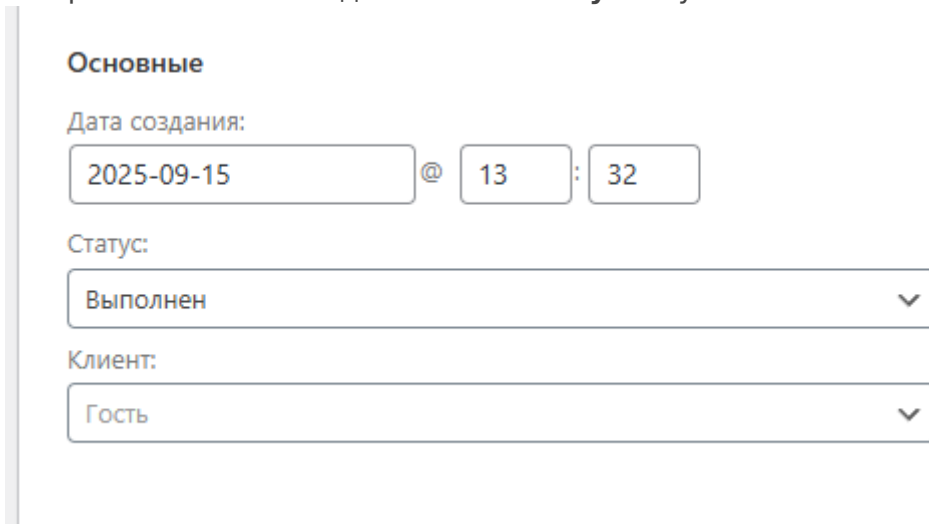 Основные
Дата создания:
2025-09-15 @ 13 : 32
Статус:
Выполнен
Клиент:
Гость